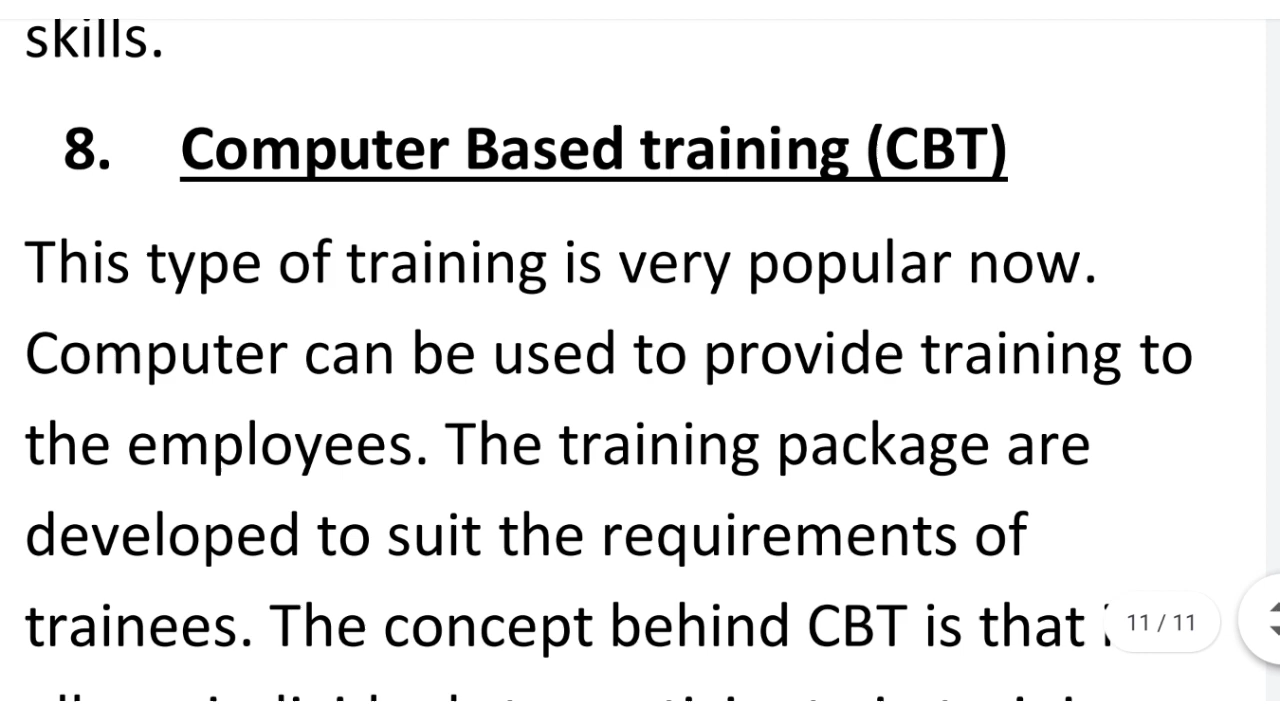 skills.
8. Computer Based training (CBT)
This type of training is very popular now.
Computer can be used to provide training to
the employees. The training package are
developed to suit the requirements of
trainees. The concept behind CBT is that
11 / 11